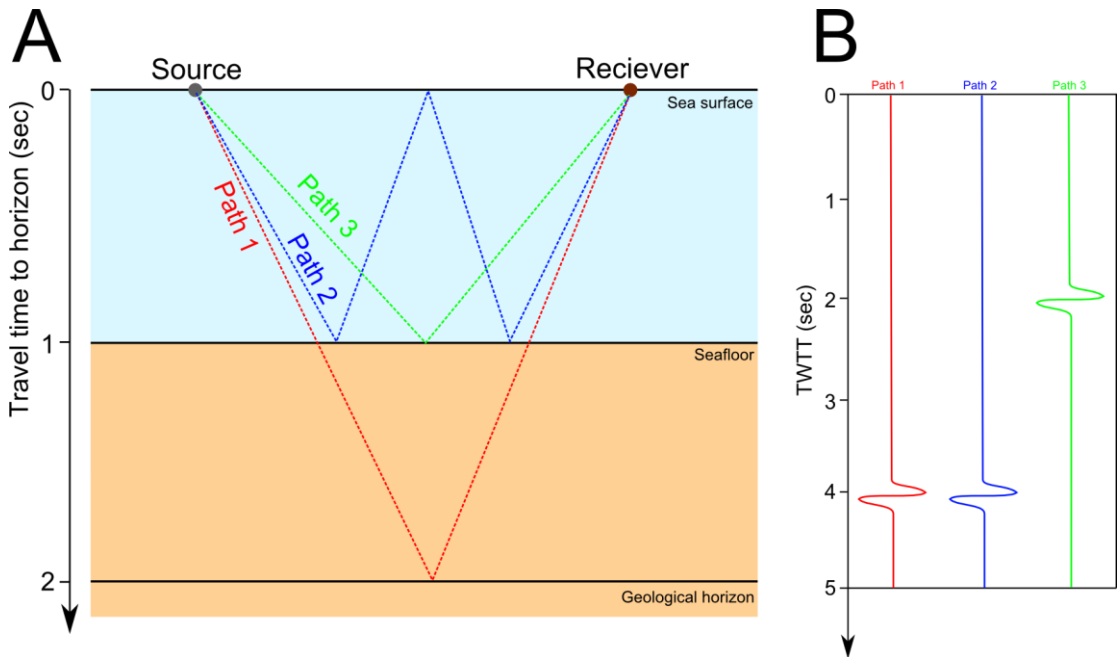 A
Source
Reciever
0
Sea surface
Travel time to horizon (sec)
Path 1
Path 2
Path 3
1
Seafloor
2
Geological horizon
B
Path 1
Path 2
Path 3
0
1
2
3
4
5
TWTT (sec)